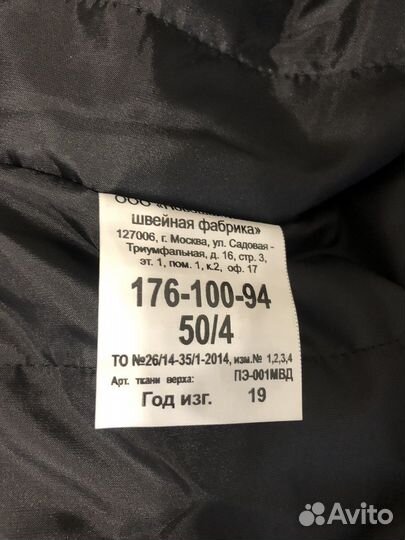 ООО
швейная фабрика»
127006, г. Москва, ул. Садовая -
Триумфальная, д. 16, стр. 3,
эт. 1, пом. 1, к.2, оф. 17
176-100-94
50/4
ТО №26/14-35/1-2014, изм.№ 1,2,3,4
Арт. ткани верха: ПЭ-001МВД
Год изг. 19
Avito